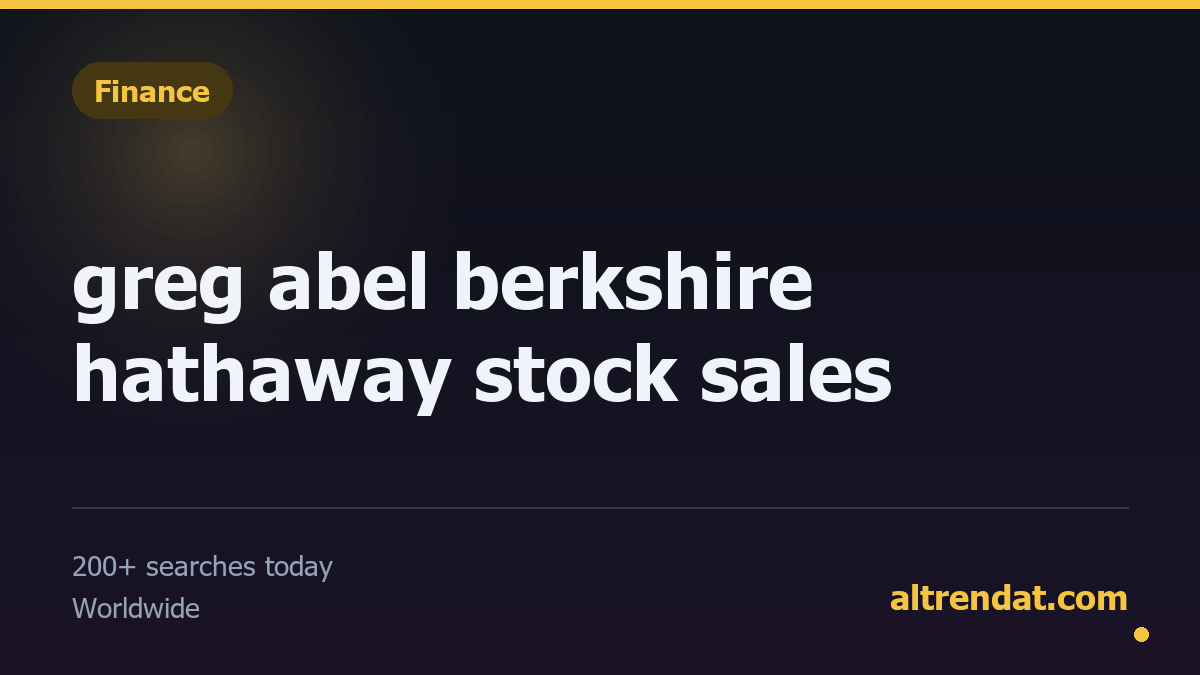 Finance
greg abel berkshire
hathaway stock sales
200+ searches today
Worldwide
altrendat.com